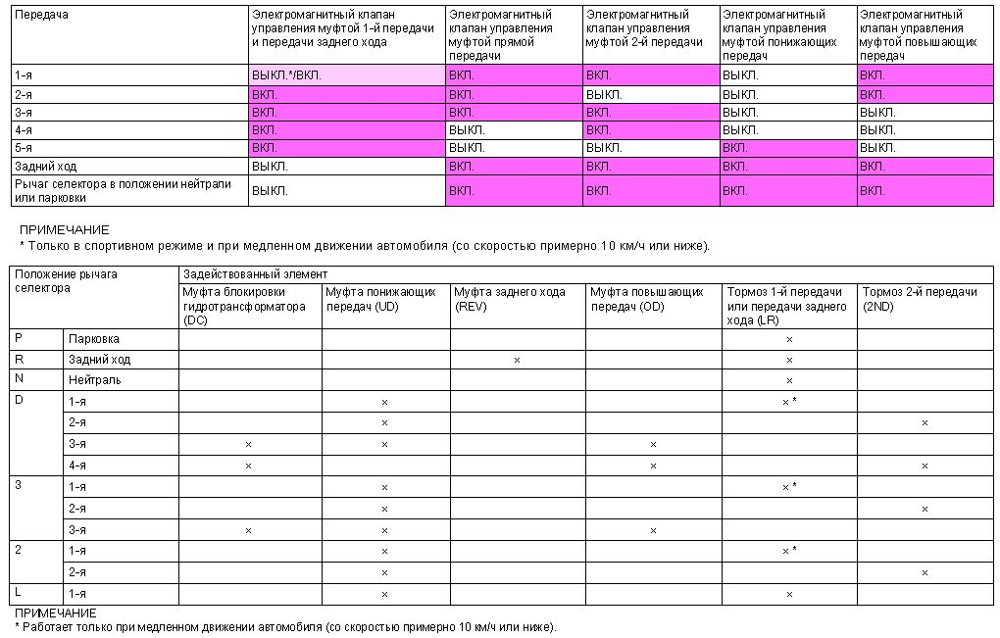 Передача Электромагнитный клапан управления муфтой 1-й передачи и передачи заднего хода Электромагнитный клапан управления муфтой прямой передачи Электромагнитный клапан управления муфтой 2-й передачи Электромагнитный клапан управления муфтой понижающих передач Электромагнитный клапан управления муфтой повышающих передач
1-я ВЫКЛ.*/ВКЛ. ВКЛ. ВКЛ. ВЫКЛ. ВКЛ.
2-я ВКЛ. ВКЛ. ВЫКЛ. ВЫКЛ. ВКЛ.
3-я ВКЛ. ВКЛ. ВКЛ. ВЫКЛ. ВЫКЛ.
4-я ВКЛ. ВЫКЛ. ВКЛ. ВЫКЛ. ВЫКЛ.
5-я ВКЛ. ВЫКЛ. ВЫКЛ. ВКЛ. ВЫКЛ.
Задний ход ВЫКЛ. ВКЛ. ВКЛ. ВКЛ. ВКЛ.
Рычаг селектора в положении нейтрали или парковки ВЫКЛ. ВКЛ. ВКЛ. ВКЛ. ВКЛ.
ПРИМЕЧАНИЕ
* Только в спортивном режиме и при медленном движении автомобиля (со скоростью примерно 10 км/ч или ниже).
Положение рычага селектора Задействованный элемент
Муфта блокировки гидротрансформатора (DC) Муфта понижающих передач (UD) Муфта заднего хода (REV) Муфта повышающих передач (OD) Тормоз 1-й передачи или передачи заднего хода (LR) Тормоз 2-й передачи (2ND)
P Парковка ×
R Задний ход × ×
N Нейтраль ×
D 1-я × × *
2-я × ×
3-я × × ×
4-я × × ×
3 1-я × × *
2-я × ×
3-я × × ×
2 1-я × × *
2-я × ×
L 1-я × ×
ПРИМЕЧАНИЕ
* Работает только при медленном движении автомобиля (со скоростью примерно 10 км/ч или ниже).